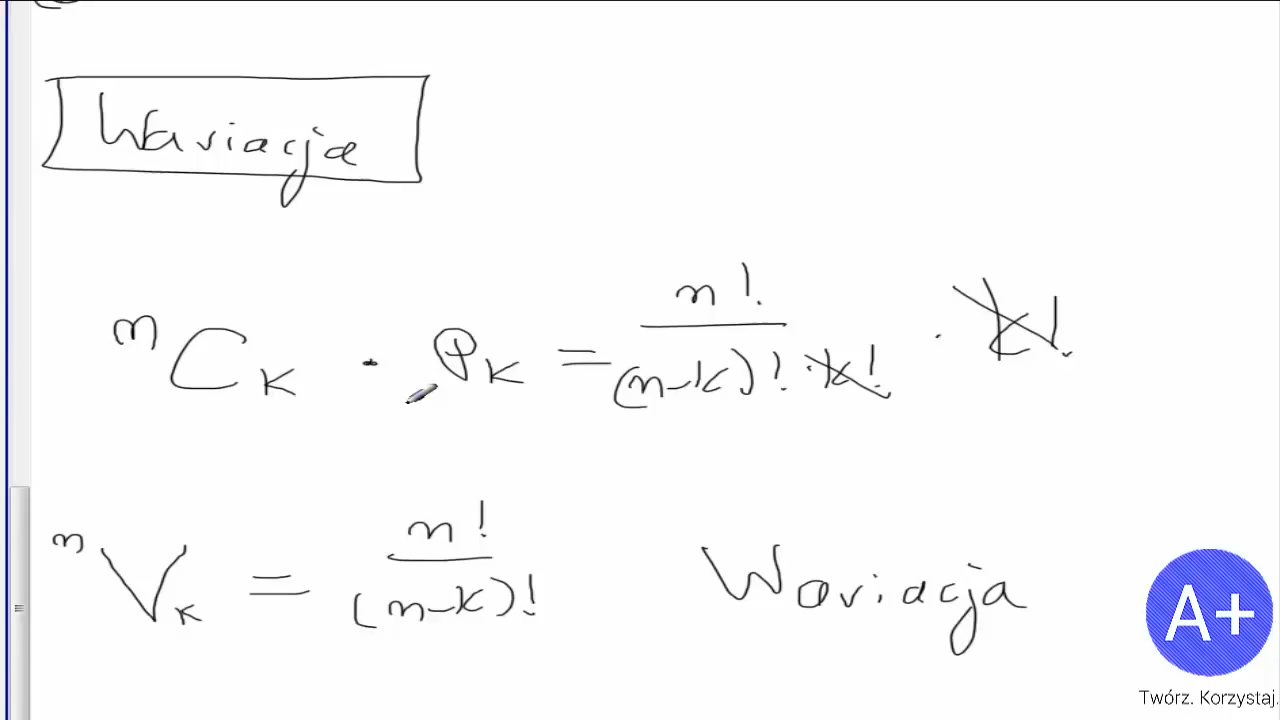 Wariacja
ⁿCₖ · Pₖ = n! / ((n-k)! · k!) · k!
ⁿVₖ = n! / (n-k)!   Wariacja
A+
Twórz. Korzystaj.